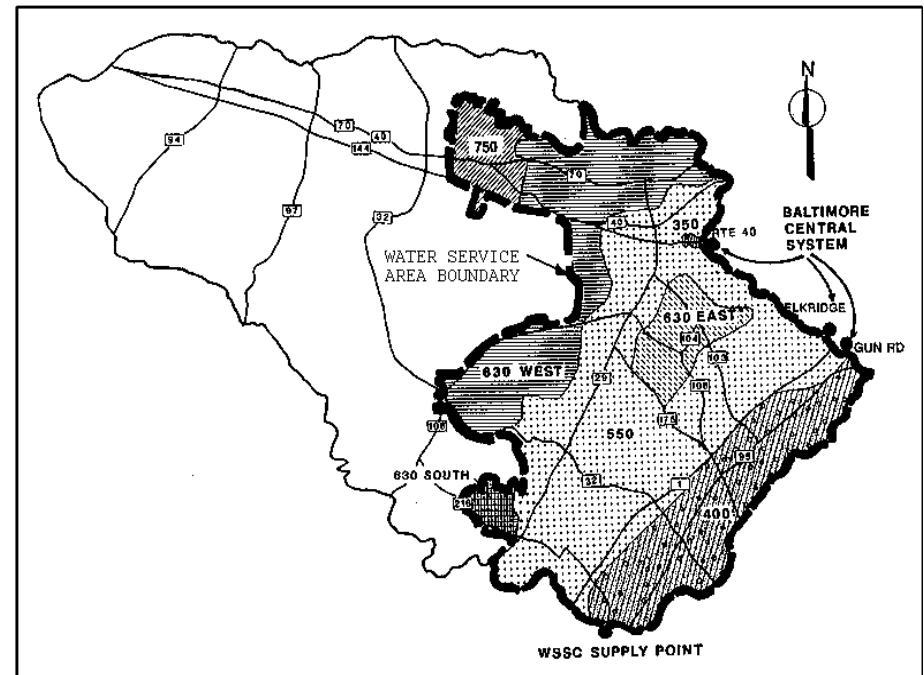 N
94
70
40
144
750
70
97
32
40
350
RTE 40
BALTIMORE
CENTRAL
SYSTEM
WATER SERVICE
AREA BOUNDARY
630 EAST
ELKRIDGE
104
103
GUN RD
630 WEST
29
108
108
175
550
95
630 SOUTH
216
32
1
400
WSSC SUPPLY POINT